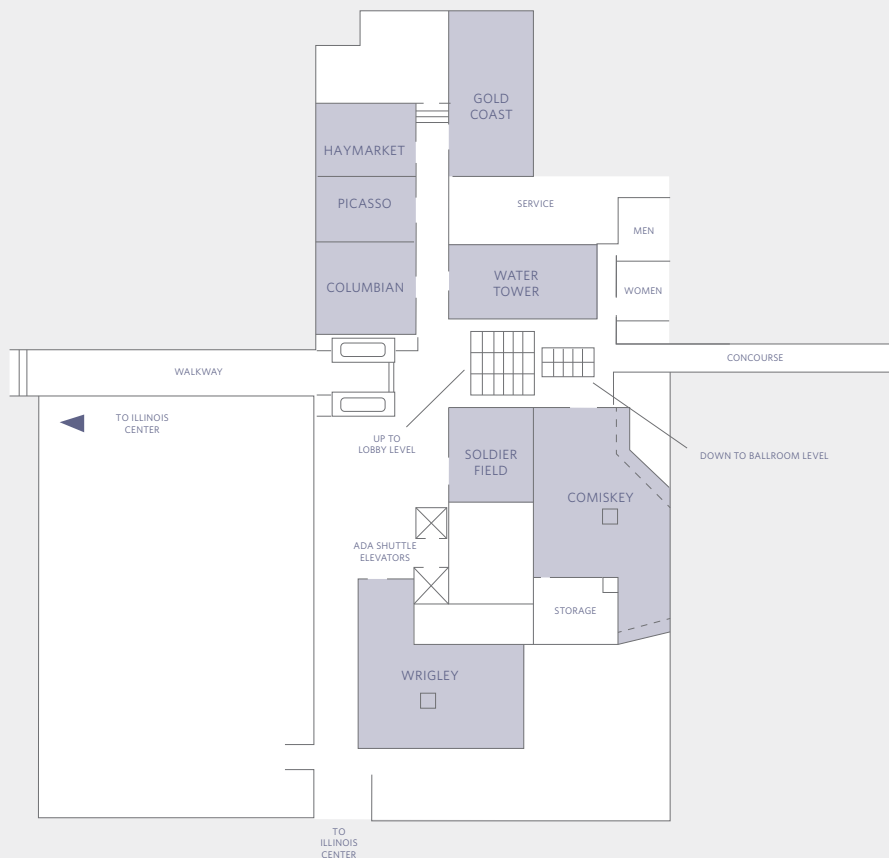 GOLD
COAST
HAYMARKET
PICASSO
SERVICE
MEN
COLUMBIAN
WATER
TOWER
WOMEN
WALKWAY
CONCOURSE
TO ILLINOIS
CENTER
UP TO
LOBBY LEVEL
SOLDIER
FIELD
DOWN TO BALLROOM LEVEL
COMISKEY
ADA SHUTTLE
ELEVATORS
STORAGE
WRIGLEY
TO
ILLINOIS
CENTER